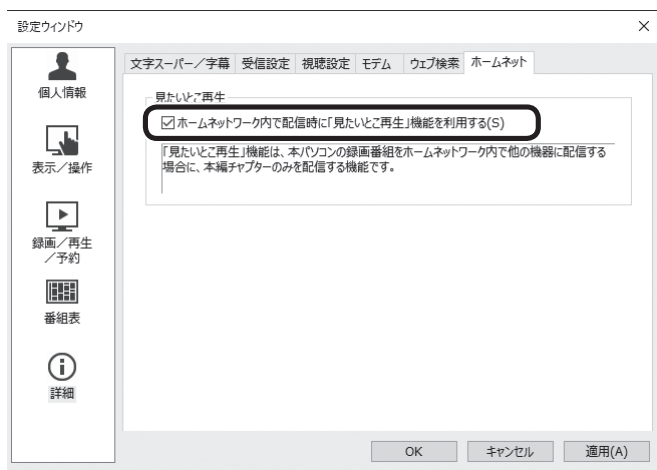 設定ウィンドウ
個人情報
表示／操作
録画／再生
／予約
番組表
詳細
文字スーパー／字幕 受信設定 視聴設定 モデム ウェブ検索 ホームネット
見たいとこ再生
ホームネットワーク内で配信時に「見たいとこ再生」機能を利用する(S)
「見たいとこ再生」機能は、本パソコンの録画番組をホームネットワーク内で他の機器に配信する
場合に、本編チャプターのみを配信する機能です。
OK キャンセル 適用(A)